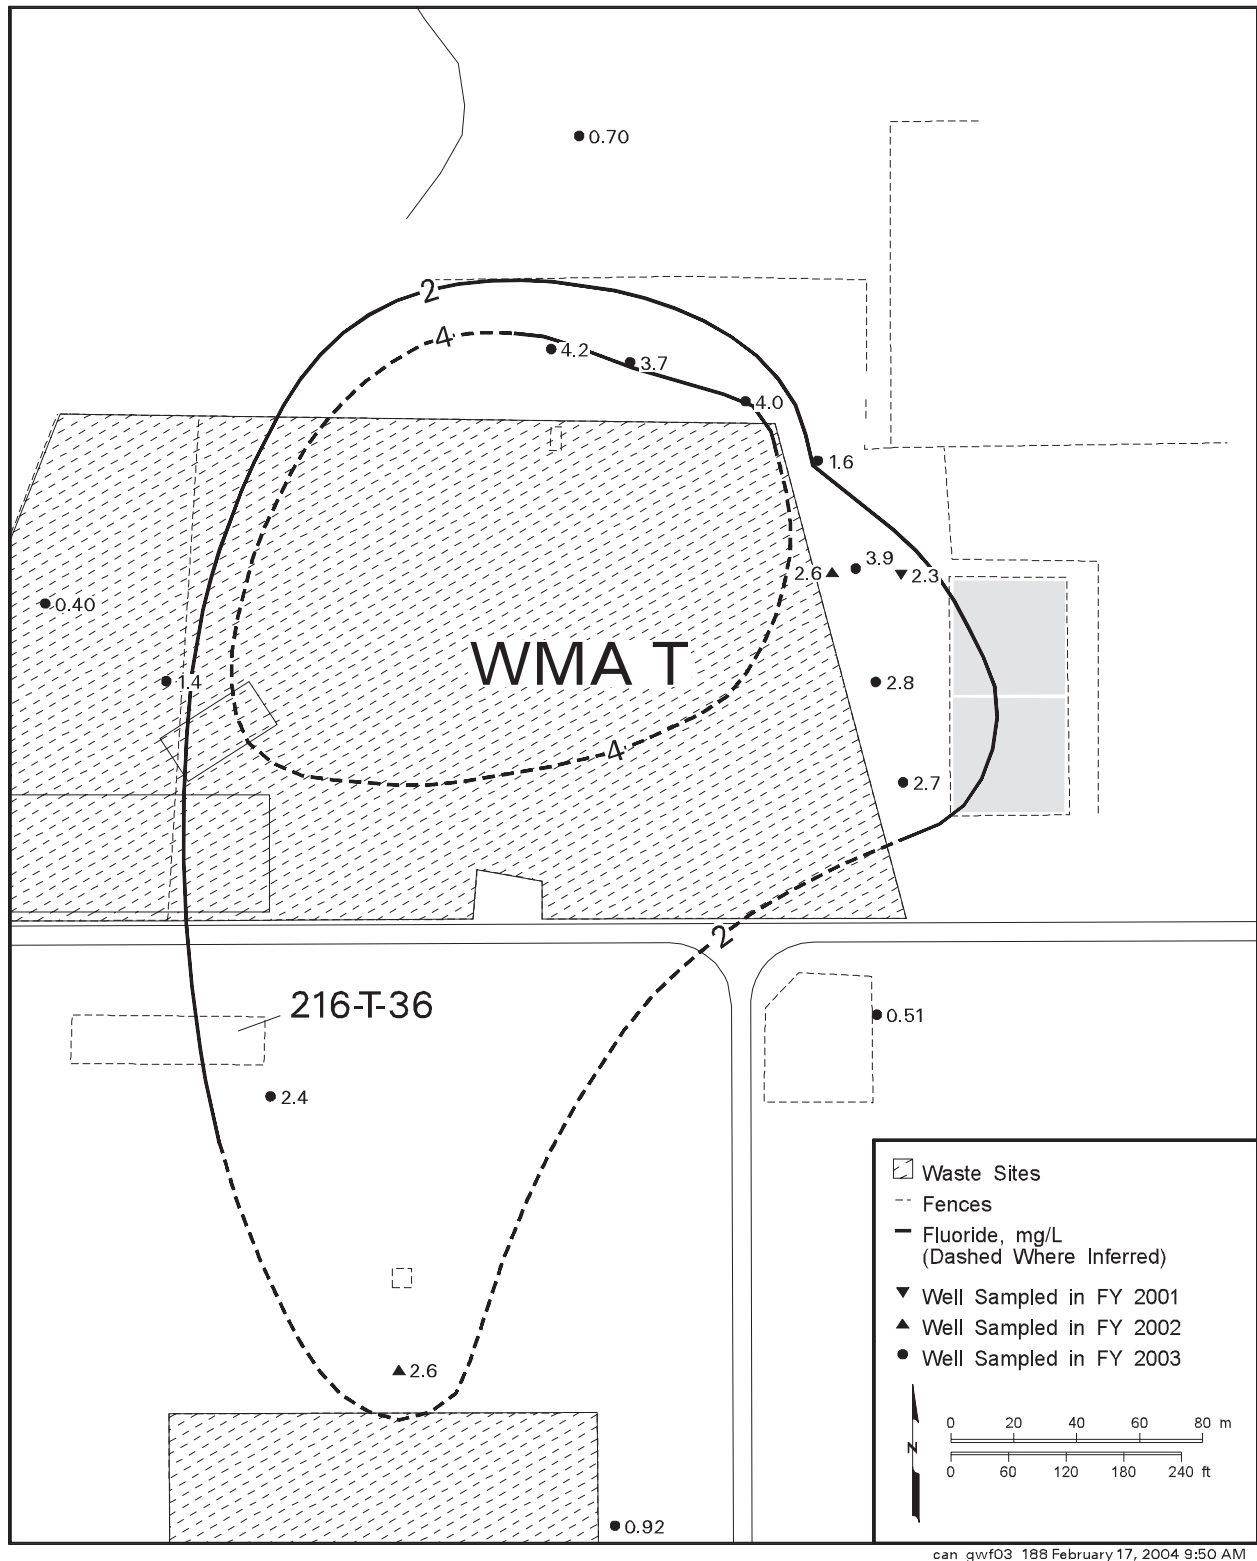 0.70
2
4
4.2
3.7
4.0
1.6
3.9
2.6
2.3
0.40
WMA T
1.4
2.8
4
2.7
2
216-T-36
0.51
2.4
2.6
0.92
Waste Sites
Fences
Fluoride, mg/L
(Dashed Where Inferred)
Well Sampled in FY 2001
Well Sampled in FY 2002
Well Sampled in FY 2003
N
0 20 40 60 80 m
0 60 120 180 240 ft
can_gwf03_188 February 17, 2004 9:50 AM